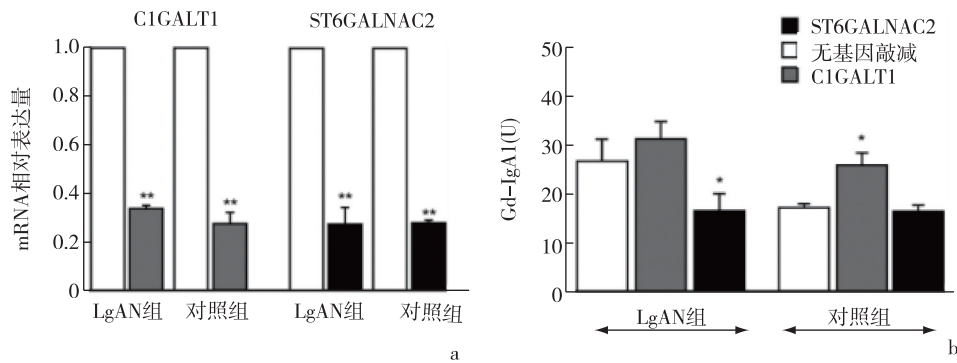 C1GALT1 ST6GALNAC2
mRNA相对表达量
1.0
0.8
0.6
0.4
0.2
0
** ** ** **
LgAN组 对照组 LgAN组 对照组
a
ST6GALNAC2
无基因敲减
C1GALT1
Gd-IgA1(U)
50
40
30
20
10
0
* *
LgAN组 对照组
b